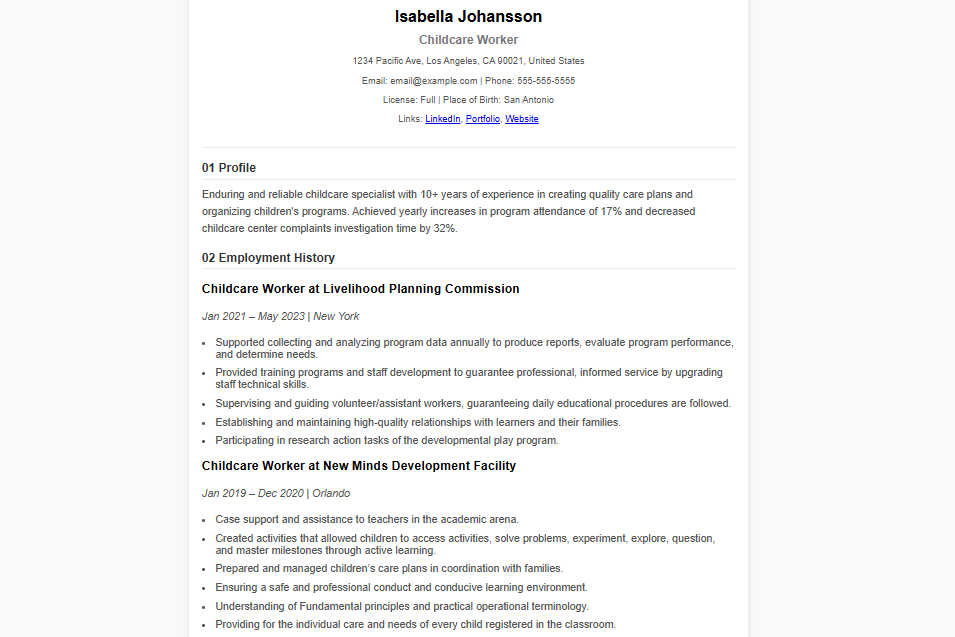 Isabella Johansson
Childcare Worker
1234 Pacific Ave, Los Angeles, CA 90021, United States
Email: email@example.com | Phone: 555-555-5555
License: Full | Place of Birth: San Antonio
Links: LinkedIn, Portfolio, Website
01 Profile
Enduring and reliable childcare specialist with 10+ years of experience in creating quality care plans and
organizing children's programs. Achieved yearly increases in program attendance of 17% and decreased
childcare center complaints investigation time by 32%.
02 Employment History
Childcare Worker at Livelihood Planning Commission
Jan 2021 – May 2023 | New York
• Supported collecting and analyzing program data annually to produce reports, evaluate program performance,
and determine needs.
• Provided training programs and staff development to guarantee professional, informed service by upgrading
staff technical skills.
• Supervising and guiding volunteer/assistant workers, guaranteeing daily educational procedures are followed.
• Establishing and maintaining high-quality relationships with learners and their families.
• Participating in research action tasks of the developmental play program.
Childcare Worker at New Minds Development Facility
Jan 2019 – Dec 2020 | Orlando
• Case support and assistance to teachers in the academic arena.
• Created activities that allowed children to access activities, solve problems, experiment, explore, question,
and master milestones through active learning.
• Prepared and managed children's care plans in coordination with families.
• Ensuring a safe and professional conduct and conducive learning environment.
• Understanding of Fundamental principles and practical operational terminology.
• Providing for the individual care and needs of every child registered in the classroom.